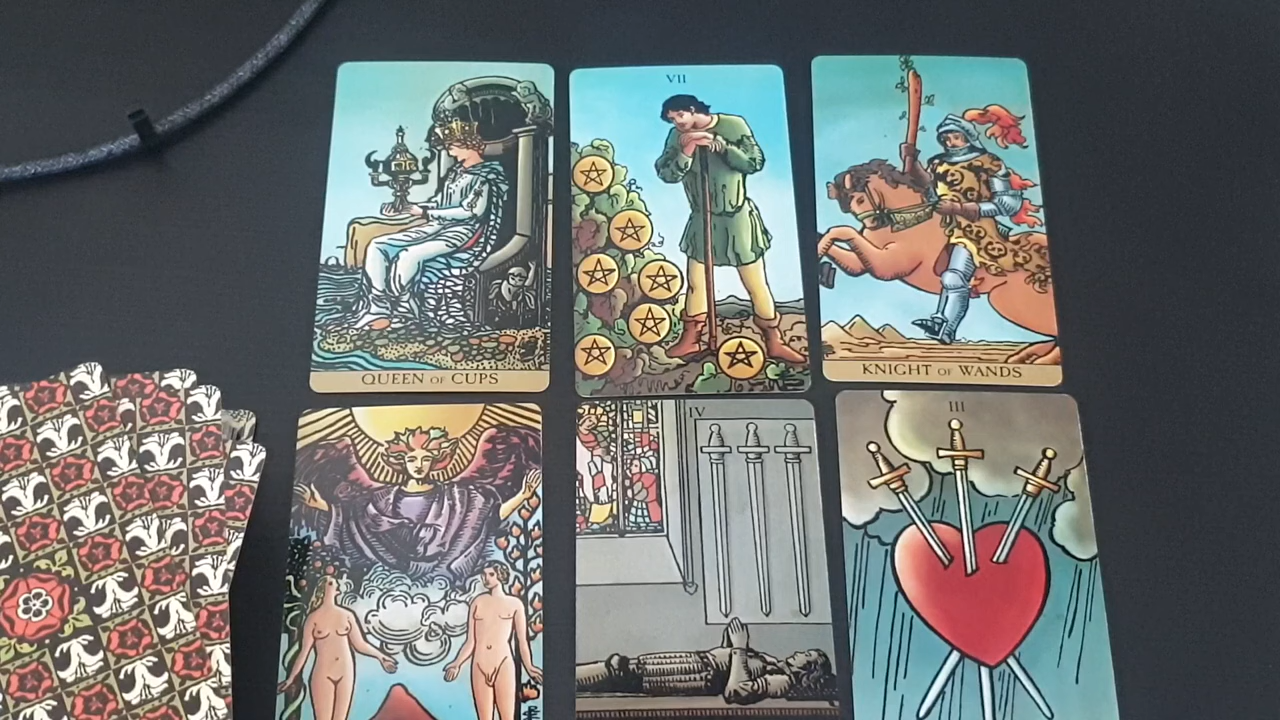 VII
QUEEN OF CUPS
KNIGHT OF WANDS
IV
III